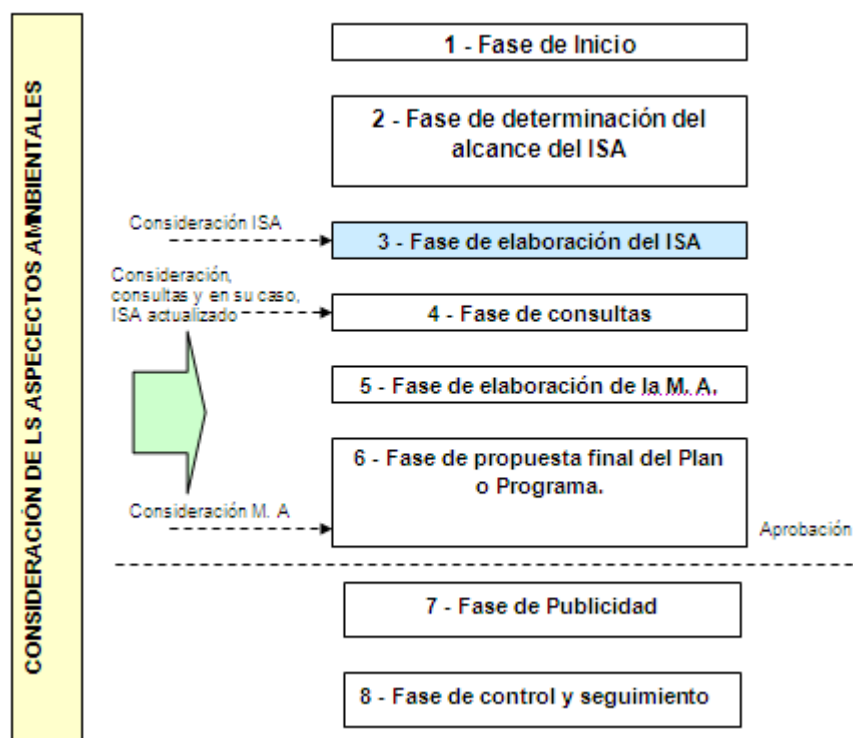 CONSIDERACIÓN DE LS ASPECECTOS AMINBIENTALES
1 - Fase de Inicio
2 - Fase de determinación del
alcance del ISA
Consideración ISA
3 - Fase de elaboración del ISA
Consideración,
consultas y en su caso,
ISA actualizado
4 - Fase de consultas
5 - Fase de elaboración de la M. A.
6 - Fase de propuesta final del Plan
o Programa.
Consideración M. A
Aprobación
7 - Fase de Publicidad
8 - Fase de control y seguimiento